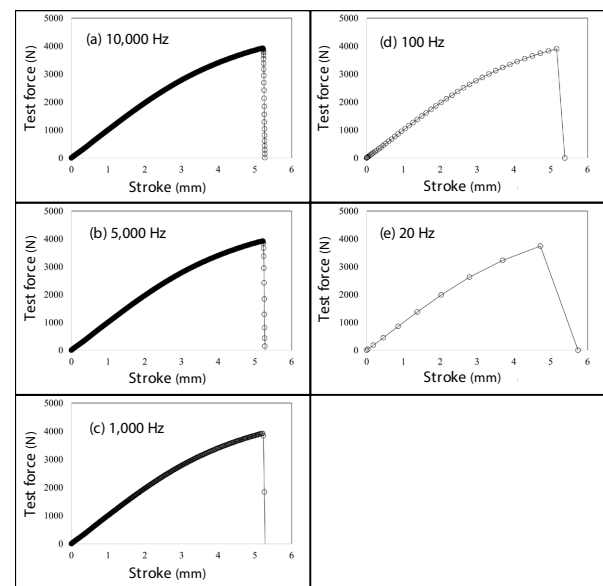 (a) 10,000 Hz
Test force (N)
5000
4000
3000
2000
1000
0
0 1 2 3 4 5 6
Stroke (mm)
(d) 100 Hz
Test force (N)
5000
4000
3000
2000
1000
0
0 1 2 3 4 5 6
Stroke (mm)
(b) 5,000 Hz
Test force (N)
5000
4000
3000
2000
1000
0
0 1 2 3 4 5 6
Stroke (mm)
(e) 20 Hz
Test force (N)
5000
4000
3000
2000
1000
0
0 1 2 3 4 5 6
Stroke (mm)
(c) 1,000 Hz
Test force (N)
5000
4000
3000
2000
1000
0
0 1 2 3 4 5 6
Stroke (mm)